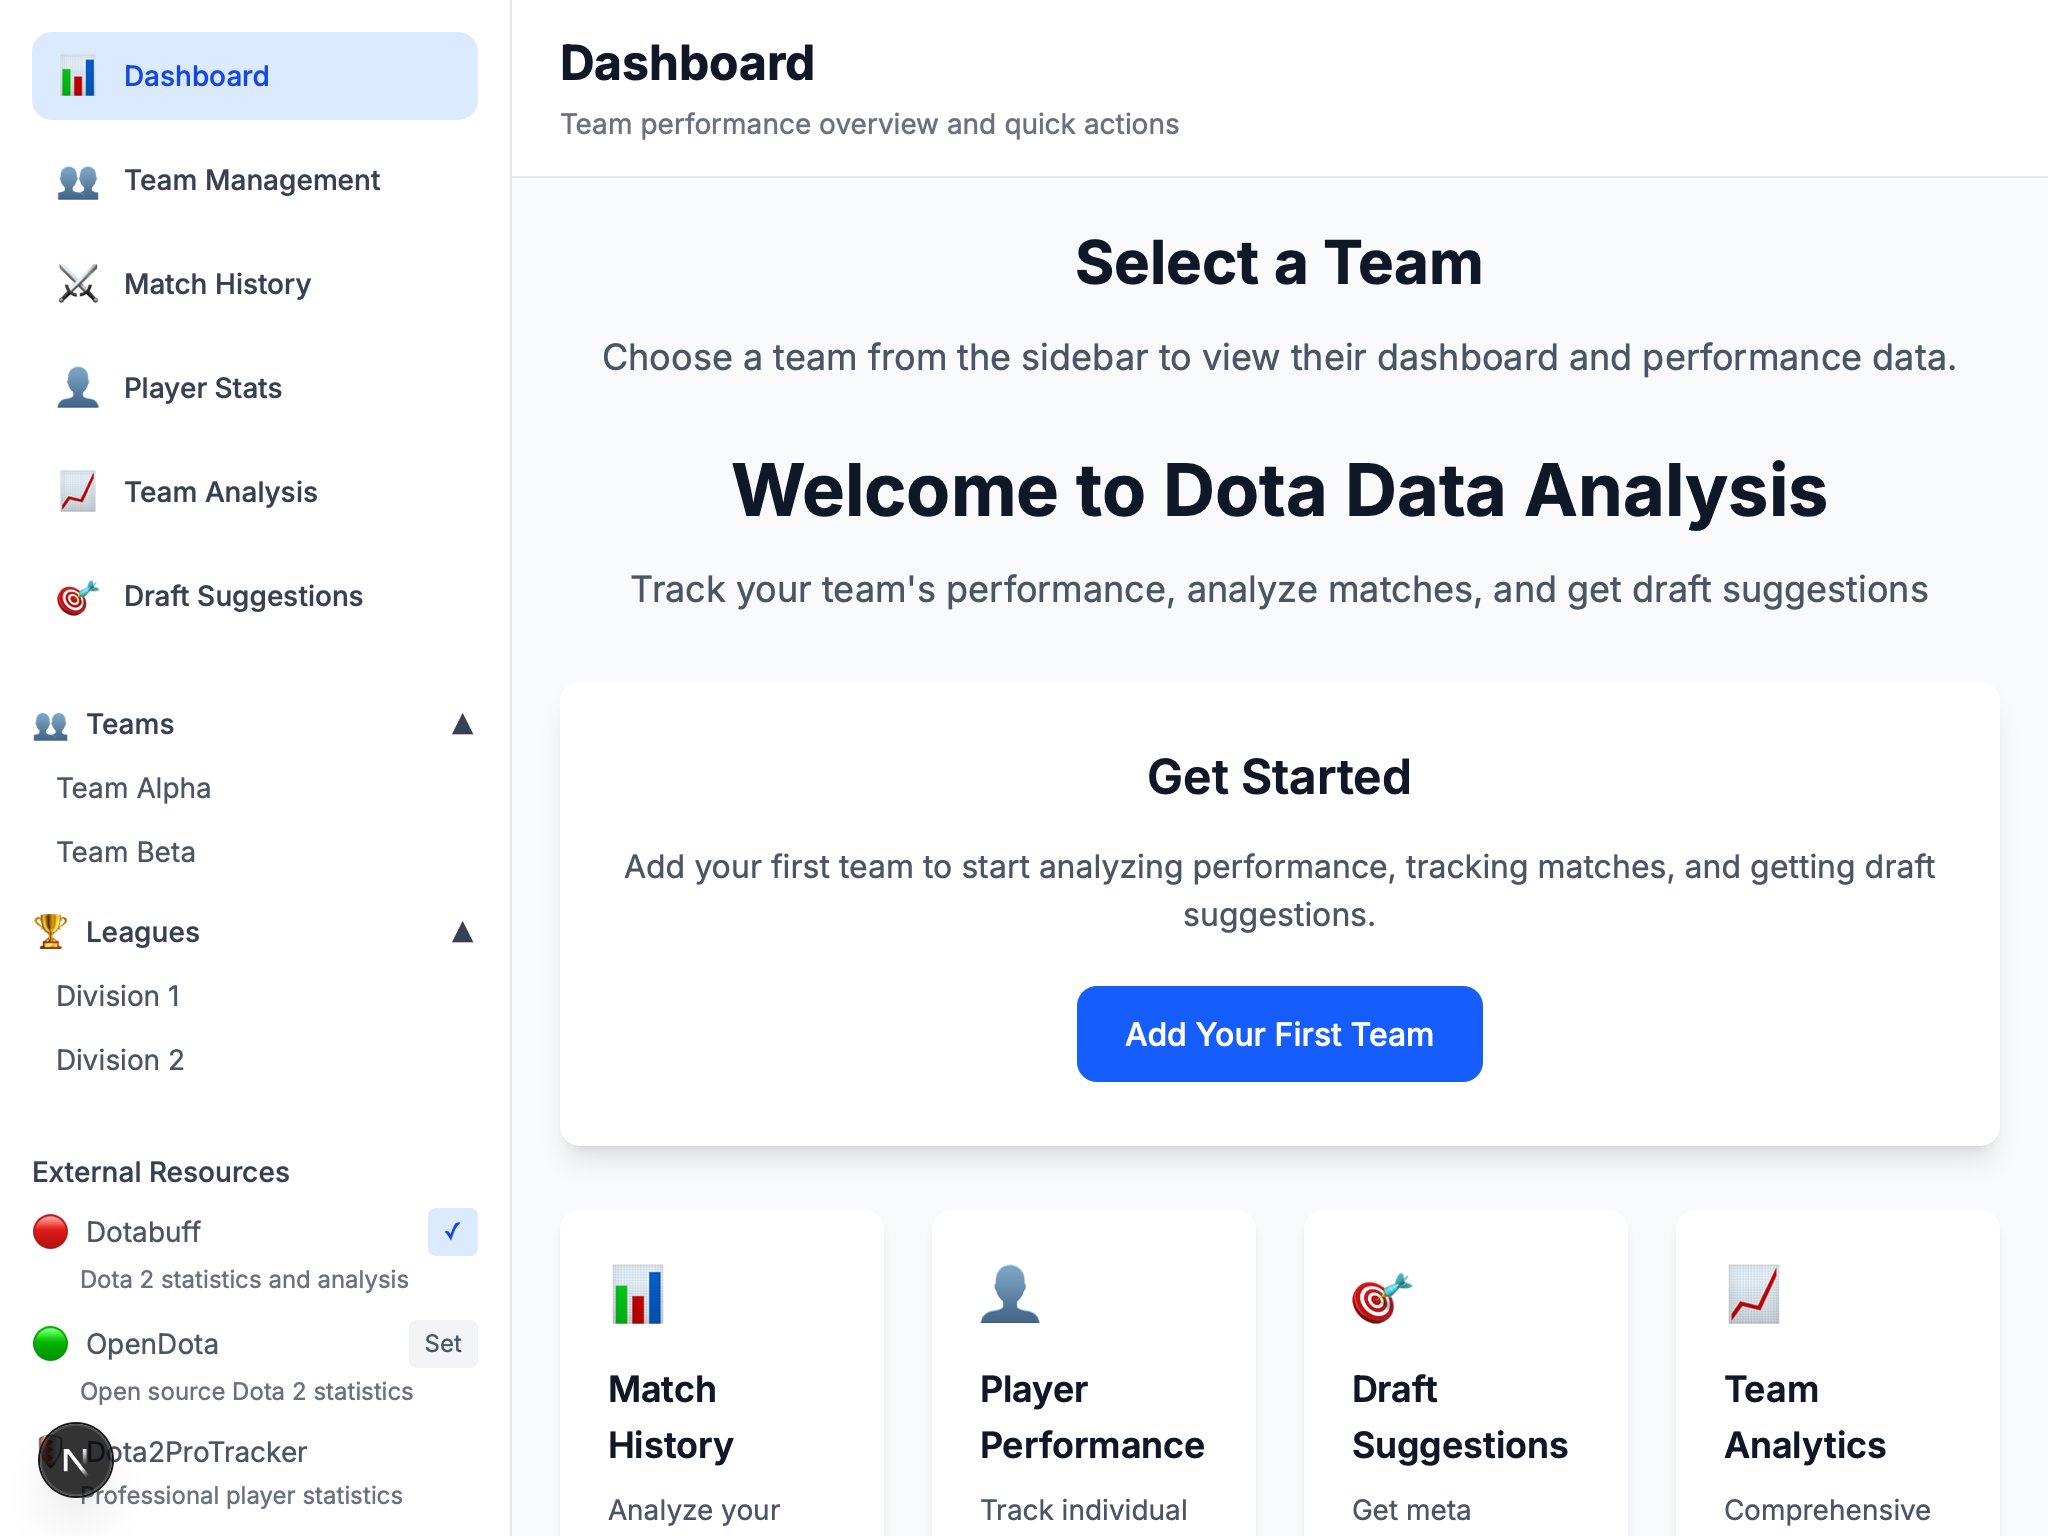 Dashboard
Team Management
Match History
Player Stats
Team Analysis
Draft Suggestions
Teams ▲
Team Alpha
Team Beta
Leagues ▲
Division 1
Division 2
External Resources
Dotabuff ✓
Dota 2 statistics and analysis
OpenDota Set
Open source Dota 2 statistics
Dota2ProTracker
Professional player statistics
N
Dashboard
Team performance overview and quick actions
Select a Team
Choose a team from the sidebar to view their dashboard and performance data.
Welcome to Dota Data Analysis
Track your team's performance, analyze matches, and get draft suggestions
Get Started
Add your first team to start analyzing performance, tracking matches, and getting draft
suggestions.
Add Your First Team
Match
History
Analyze your
Player
Performance
Track individual
Draft
Suggestions
Get meta
Team
Analytics
Comprehensive